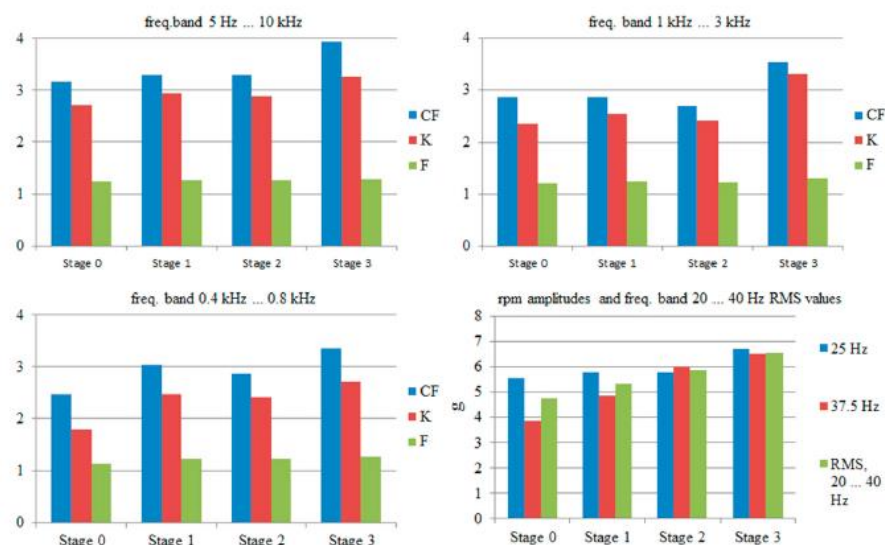 freq.band 5 Hz ... 10 kHz
4
3
2
1
0
Stage 0 Stage 1 Stage 2 Stage 3
CF
K
F
freq. band 1 kHz ... 3 kHz
4
3
2
1
0
Stage 0 Stage 1 Stage 2 Stage 3
CF
K
F
freq. band 0.4 kHz ... 0.8 kHz
4
3
2
1
0
Stage 0 Stage 1 Stage 2 Stage 3
CF
K
F
rpm amplitudes and freq. band 20 ... 40 Hz RMS values
8
7
6
5
4
3
2
1
0
g
Stage 0 Stage 1 Stage 2 Stage 3
25 Hz
37.5 Hz
RMS,
20 ... 40
Hz